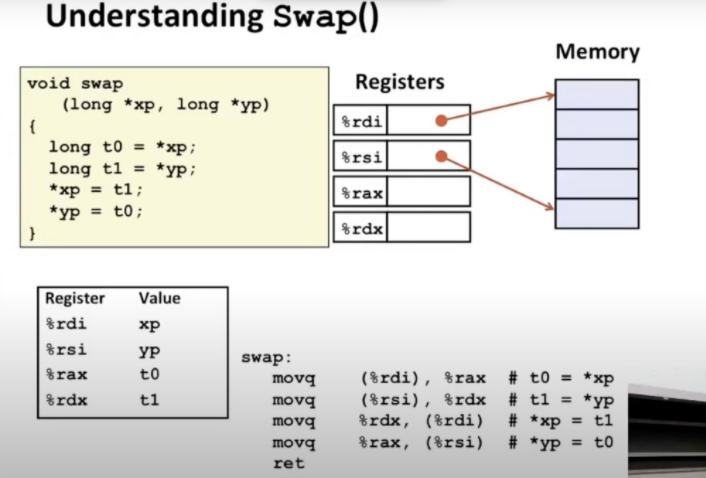 Understanding Swap()
void swap
(long *xp, long *yp)
{
long t0 = *xp;
long t1 = *yp;
*xp = t1;
*yp = t0;
}
Registers
%rdi
%rsi
%rax
%rdx
Memory
Register Value
%rdi xp
%rsi yp
%rax t0
%rdx t1
swap:
movq (%rdi), %rax # t0 = *xp
movq (%rsi), %rdx # t1 = *yp
movq %rdx, (%rdi) # *xp = t1
movq %rax, (%rsi) # *yp = t0
ret